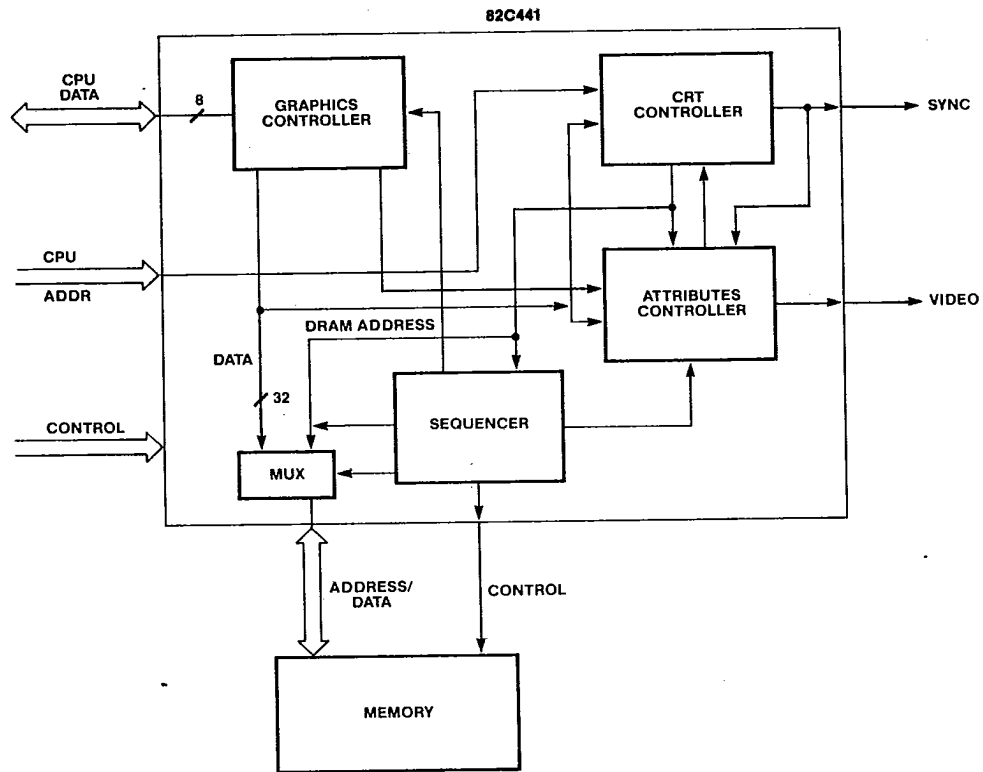 82C441
CPU
DATA
8
GRAPHICS
CONTROLLER
CRT
CONTROLLER
SYNC
CPU
ADDR
ATTRIBUTES
CONTROLLER
VIDEO
DRAM ADDRESS
DATA
32
SEQUENCER
CONTROL
MUX
ADDRESS/
DATA
CONTROL
MEMORY